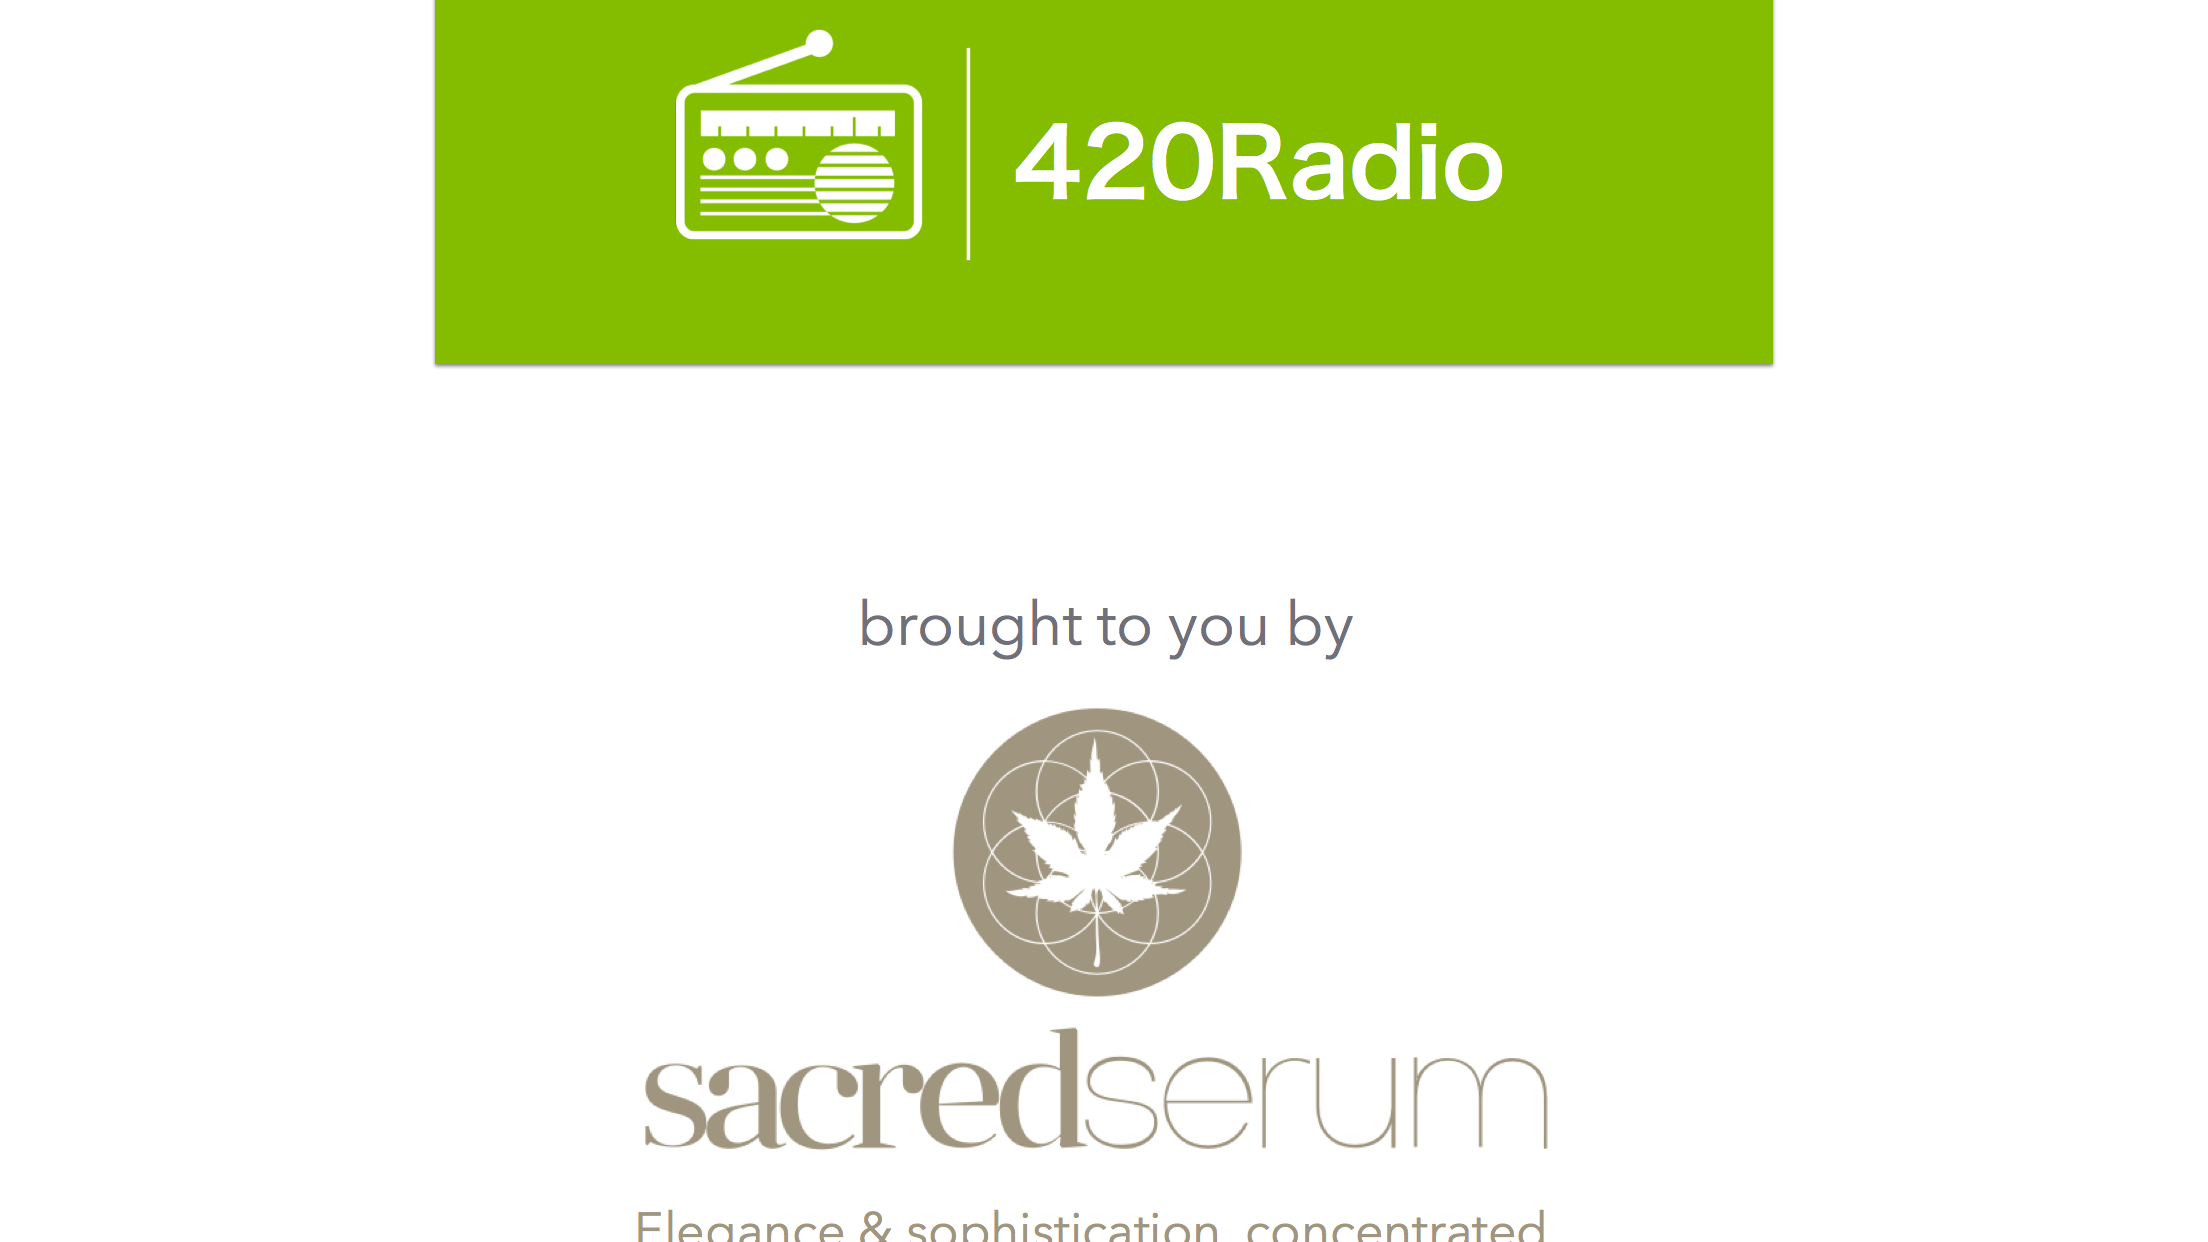 420Radio
brought to you by
sacredserum
Elegance & sophistication, concentrated